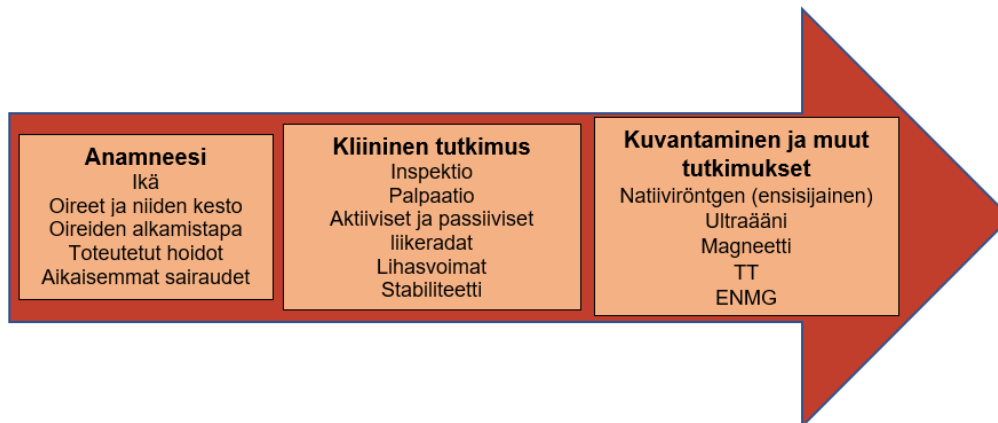 Anamneesi
Ikä
Oireet ja niiden kesto
Oireiden alkamistapa
Toteutetut hoidot
Aikaisemmat sairaudet
Kliininen tutkimus
Inspektio
Palpaatio
Aktiiviset ja passiiviset
liikeradat
Lihasvoimat
Stabiliteetti
Kuvantaminen ja muut
tutkimukset
Natiiviröntgen (ensisijainen)
Ultraääni
Magneetti
TT
ENMG